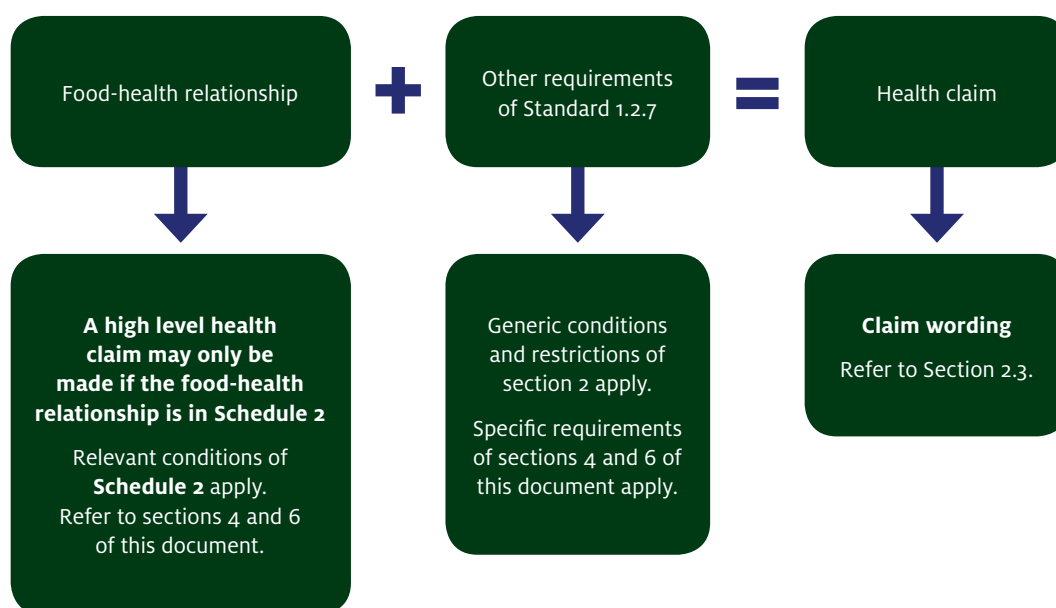 Food-health relationship
+
Other requirements
of Standard 1.2.7
=
Health claim
A high level health
claim may only be
made if the food-health
relationship is in Schedule 2
Relevant conditions of
Schedule 2 apply.
Refer to sections 4 and 6
of this document.
Generic conditions
and restrictions of
section 2 apply.
Specific requirements
of sections 4 and 6 of
this document apply.
Claim wording
Refer to Section 2.3.